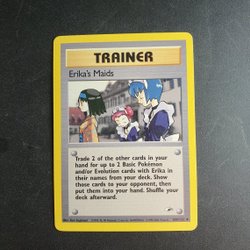 TRAINER
Erika's Maids
Trade 2 of the other cards in your
hand for up to 2 Basic Pokémon
and/or Evolution cards with Erika in
their names from your deck. Show
those cards to your opponent, then
put them into your hand. Shuffle your
deck afterward.